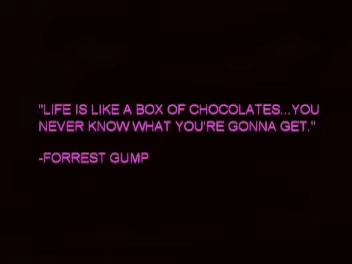 "LIFE IS LIKE A BOX OF CHOCOLATES...YOU
NEVER KNOW WHAT YOU'RE GONNA GET."
-FORREST GUMP